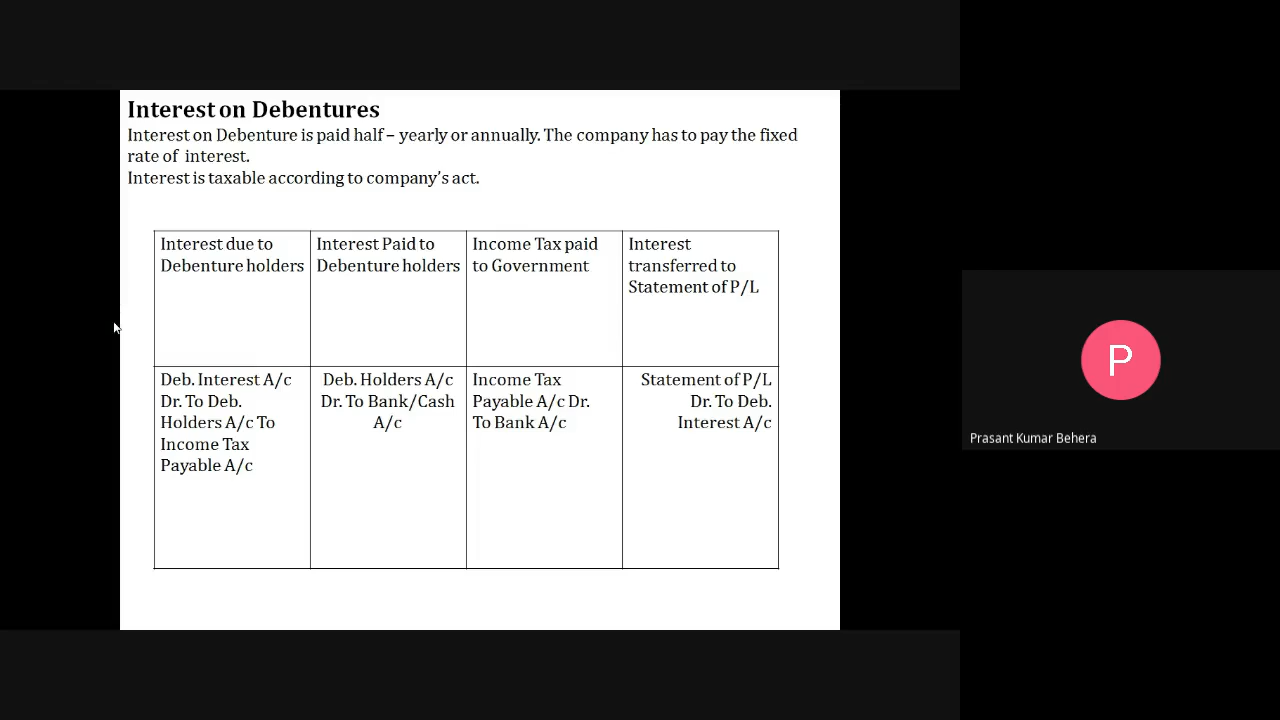 Interest on Debentures
Interest on Debenture is paid half – yearly or annually. The company has to pay the fixed
rate of interest.
Interest is taxable according to company's act.
Interest due to
Debenture holders
Interest Paid to
Debenture holders
Income Tax paid
to Government
Interest
transferred to
Statement of P/L
Deb. Interest A/c
Dr. To Deb.
Holders A/c To
Income Tax
Payable A/c
Deb. Holders A/c
Dr. To Bank/Cash
A/c
Income Tax
Payable A/c Dr.
To Bank A/c
Statement of P/L
Dr. To Deb.
Interest A/c
P
Prasant Kumar Behera